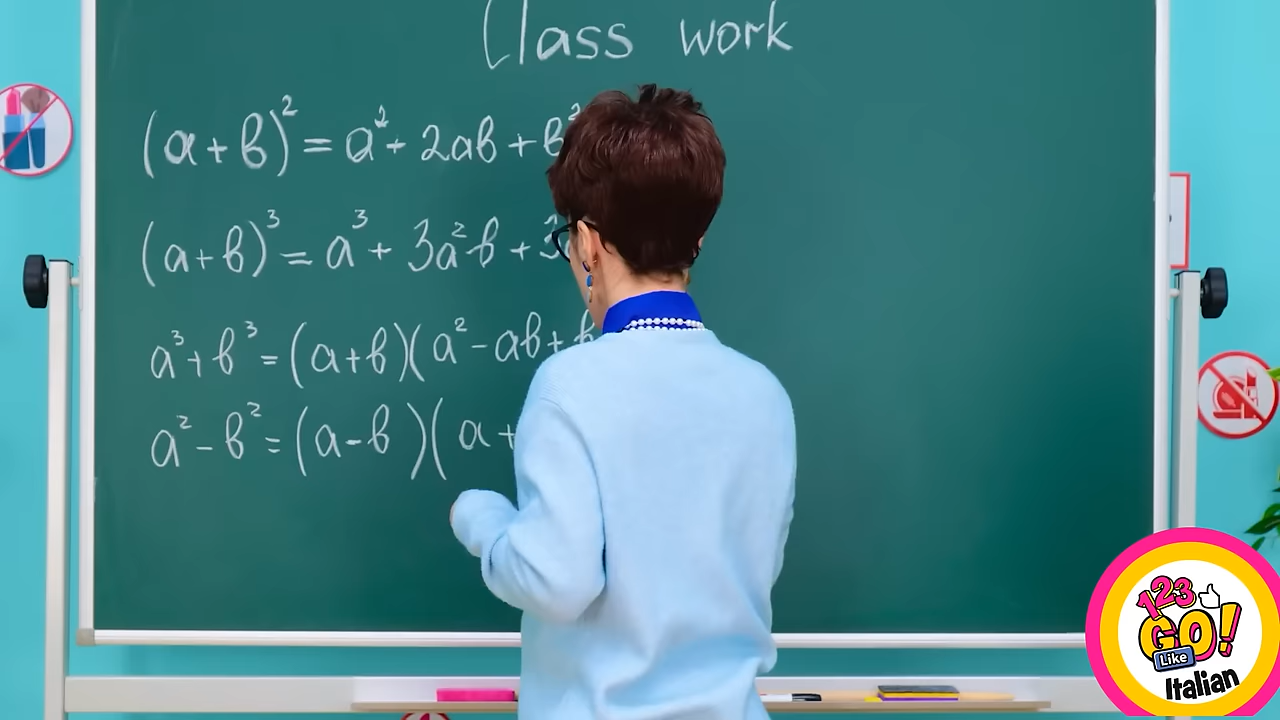 Class work
(a+b)² = a² + 2ab + b²
(a+b)³ = a³ + 3a²b + 3
a³ + b³ = (a+b)(a² - ab + b
a² - b² = (a-b)(a+
123
GO!
Like
Italian